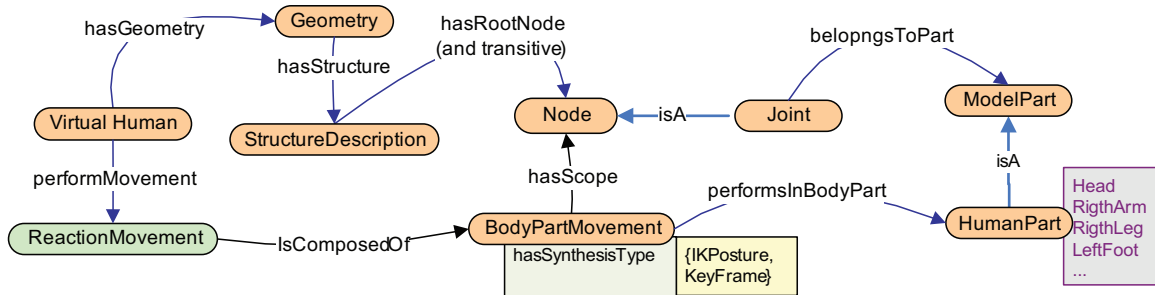 Geometry
hasGeometry
hasRootNode
(and transitive)
belopngsToPart
hasStructure
ModelPart
Virtual Human
StructureDescription
Node
isA
Joint
isA
performMovement
hasScope
performsInBodyPart
Head
RigthArm
RigthLeg
LeftFoot
...
HumanPart
ReactionMovement
IsComposedOf
BodyPartMovement
hasSynthesisType
{IKPosture,
KeyFrame}